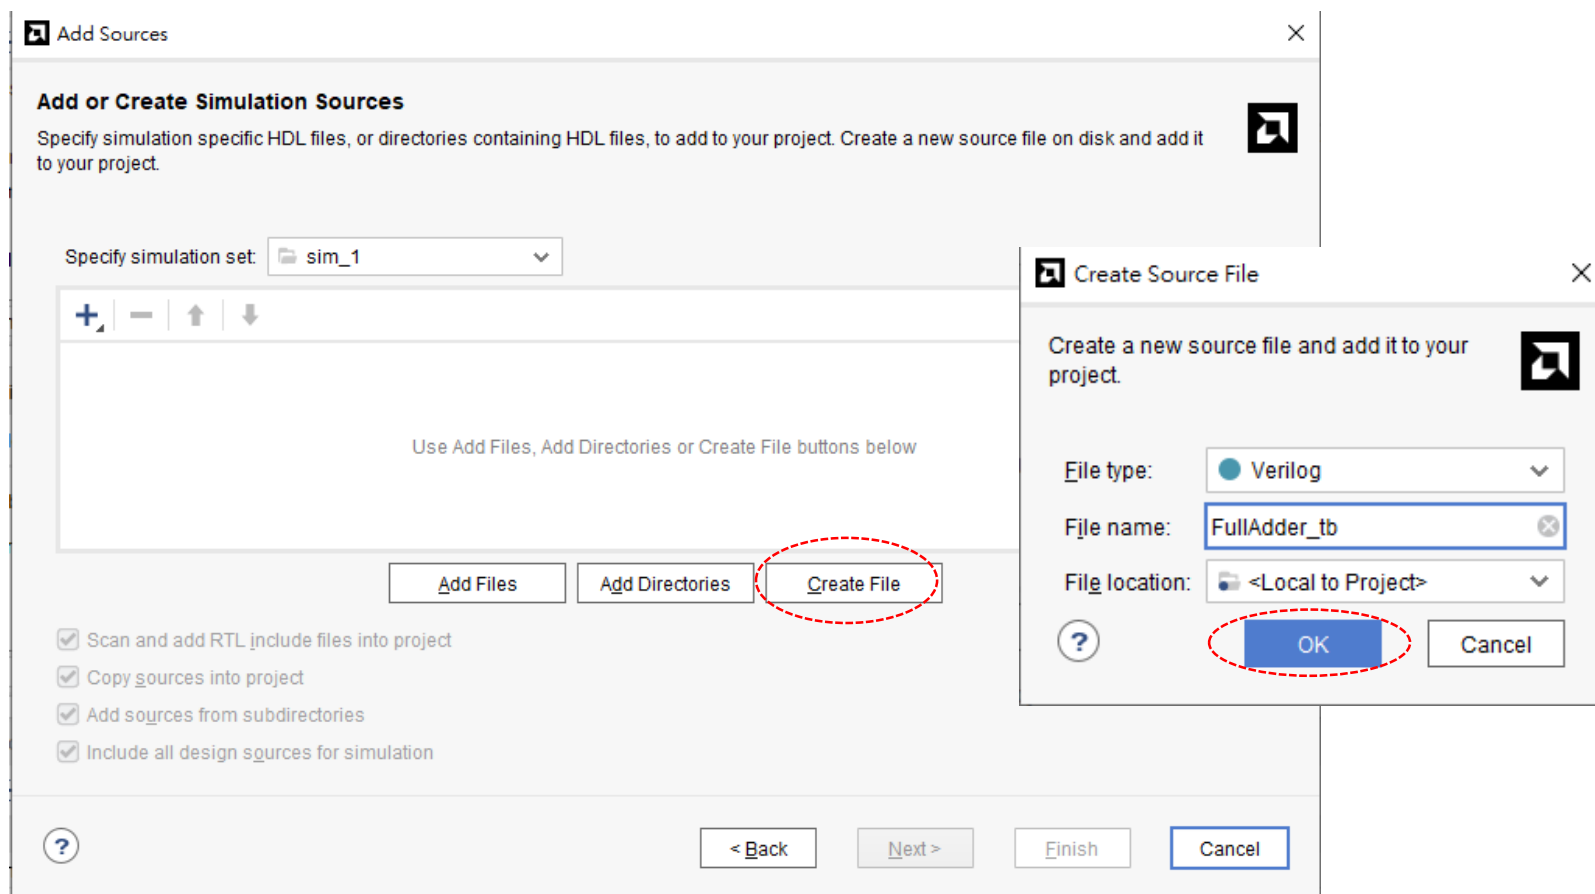 Add Sources
Add or Create Simulation Sources
Specify simulation specific HDL files, or directories containing HDL files, to add to your project. Create a new source file on disk and add it
to your project.
Specify simulation set: sim_1
Use Add Files, Add Directories or Create File buttons below
Add Files Add Directories Create File
Scan and add RTL include files into project
Copy sources into project
Add sources from subdirectories
Include all design sources for simulation
? < Back Next > Finish Cancel
Create Source File
Create a new source file and add it to your
project.
File type: Verilog
File name: FullAdder_tb
File location: <Local to Project>
? OK Cancel